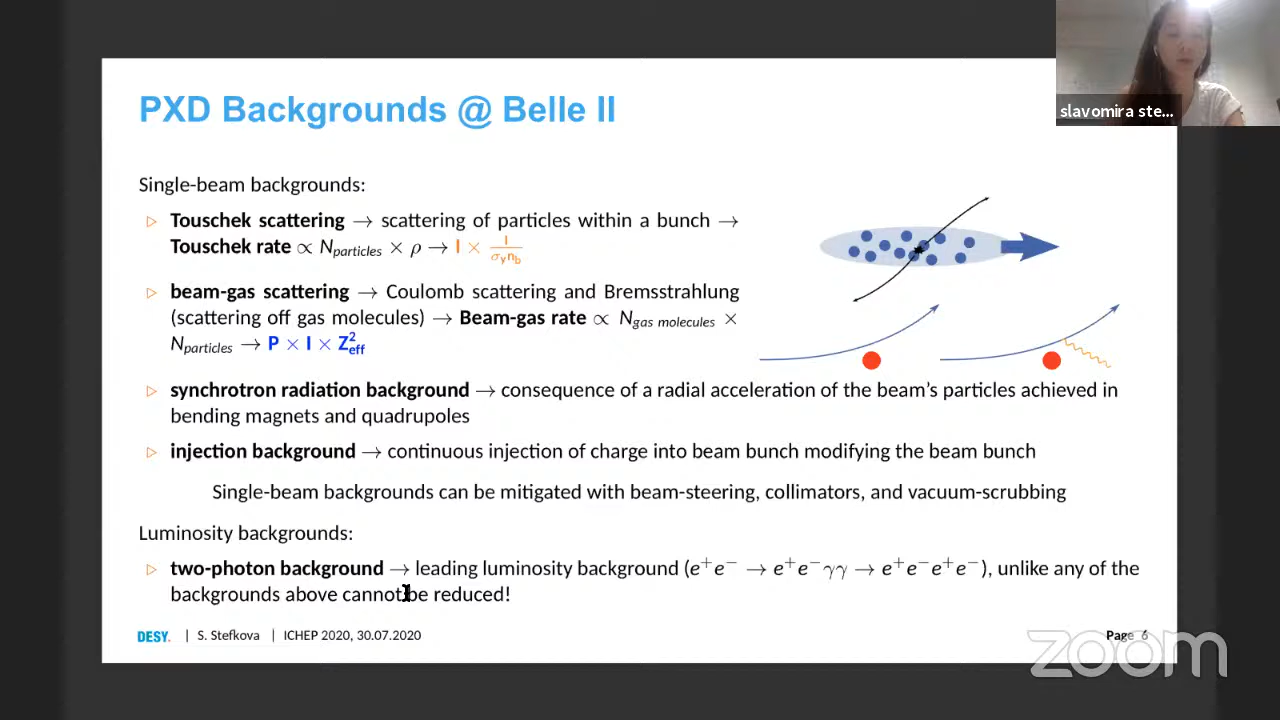 PXD Backgrounds @ Belle II
slavomira ste...
Single-beam backgrounds:
▷ Touschek scattering → scattering of particles within a bunch →
Touschek rate ∝ N_particles × ρ → I × I/(σ_y n_b)
▷ beam-gas scattering → Coulomb scattering and Bremsstrahlung
(scattering off gas molecules) → Beam-gas rate ∝ N_gas molecules ×
N_particles → P × I × Z²_eff
▷ synchrotron radiation background → consequence of a radial acceleration of the beam's particles achieved in
bending magnets and quadrupoles
▷ injection background → continuous injection of charge into beam bunch modifying the beam bunch
Single-beam backgrounds can be mitigated with beam-steering, collimators, and vacuum-scrubbing
Luminosity backgrounds:
▷ two-photon background → leading luminosity background (e⁺e⁻ → e⁺e⁻γγ → e⁺e⁻e⁺e⁻), unlike any of the
backgrounds above cannot be reduced!
DESY. | S. Stefkova | ICHEP 2020, 30.07.2020
Page 6
zoom